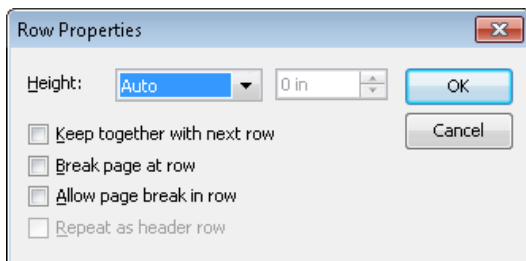 Row Properties
Height: Auto 0 in OK
Keep together with next row Cancel
Break page at row
Allow page break in row
Repeat as header row